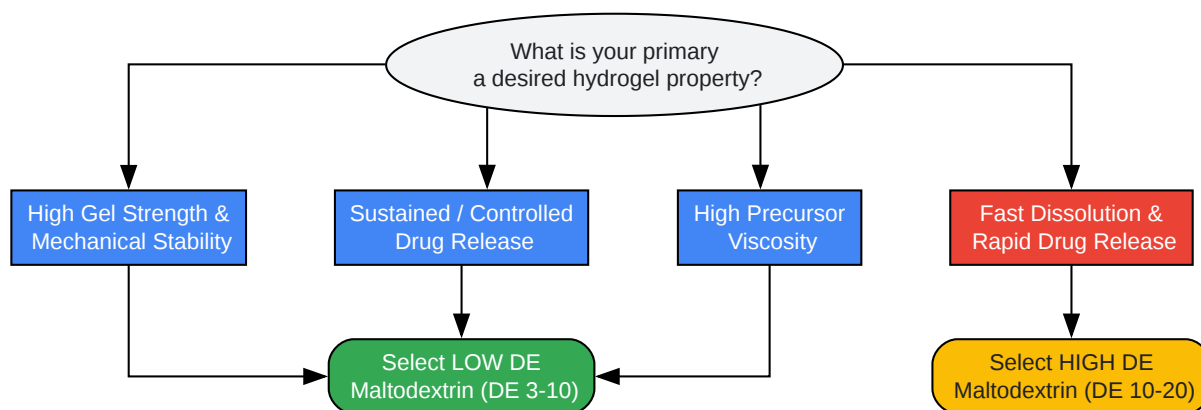 What is your primary
a desired hydrogel property?
High Gel Strength &
Mechanical Stability
Sustained / Controlled
Drug Release
High Precursor
Viscosity
Fast Dissolution &
Rapid Drug Release
Select LOW DE
Maltodextrin (DE 3-10)
Select HIGH DE
Maltodextrin (DE 10-20)